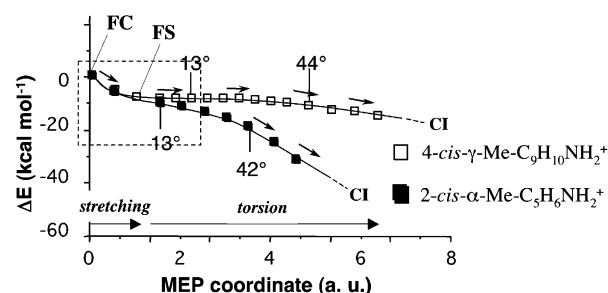 FC
FS
13°
44°
0
-20
-40
-60
ΔE (kcal mol⁻¹)
13°
42°
CI
CI
□ 4-cis-γ-Me-C₉H₁₀NH₂⁺
■ 2-cis-α-Me-C₅H₆NH₂⁺
stretching
torsion
0 2 4 6 8
MEP coordinate (a. u.)